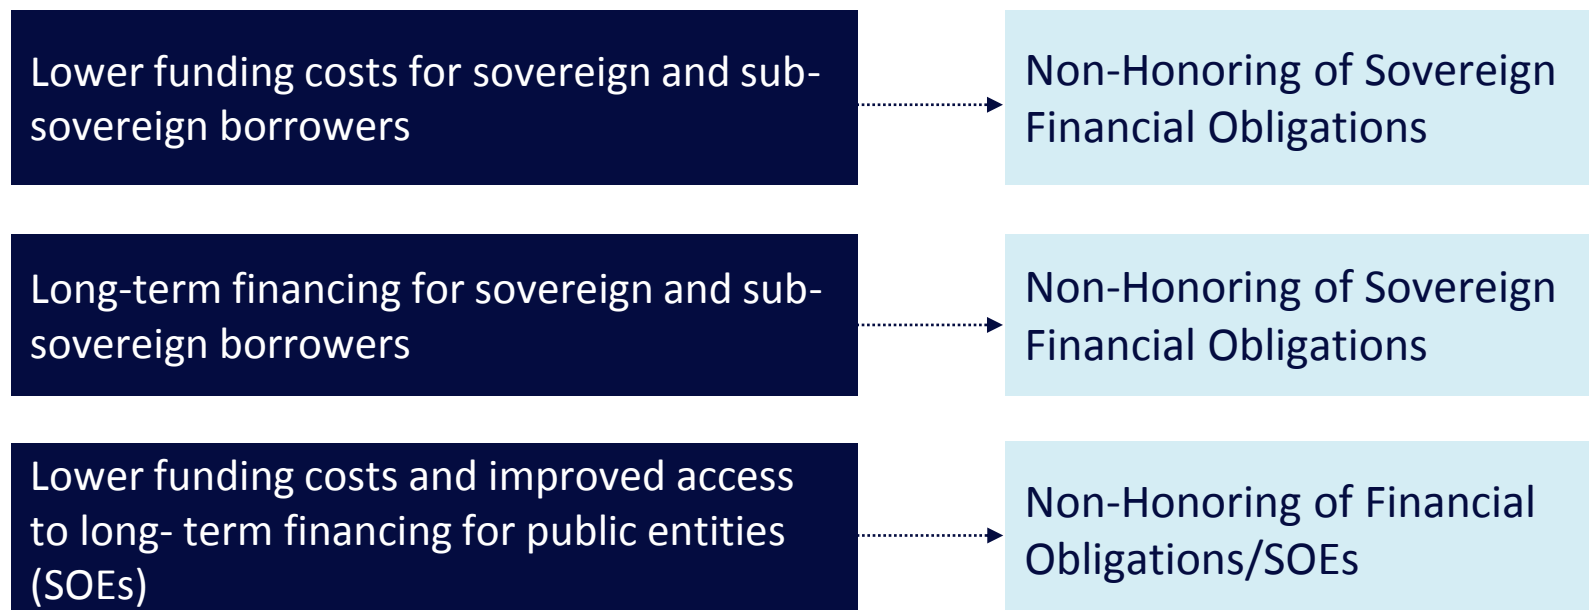 Lower funding costs for sovereign and sub-
sovereign borrowers
Non-Honoring of Sovereign
Financial Obligations
Long-term financing for sovereign and sub-
sovereign borrowers
Non-Honoring of Sovereign
Financial Obligations
Lower funding costs and improved access
to long- term financing for public entities
(SOEs)
Non-Honoring of Financial
Obligations/SOEs